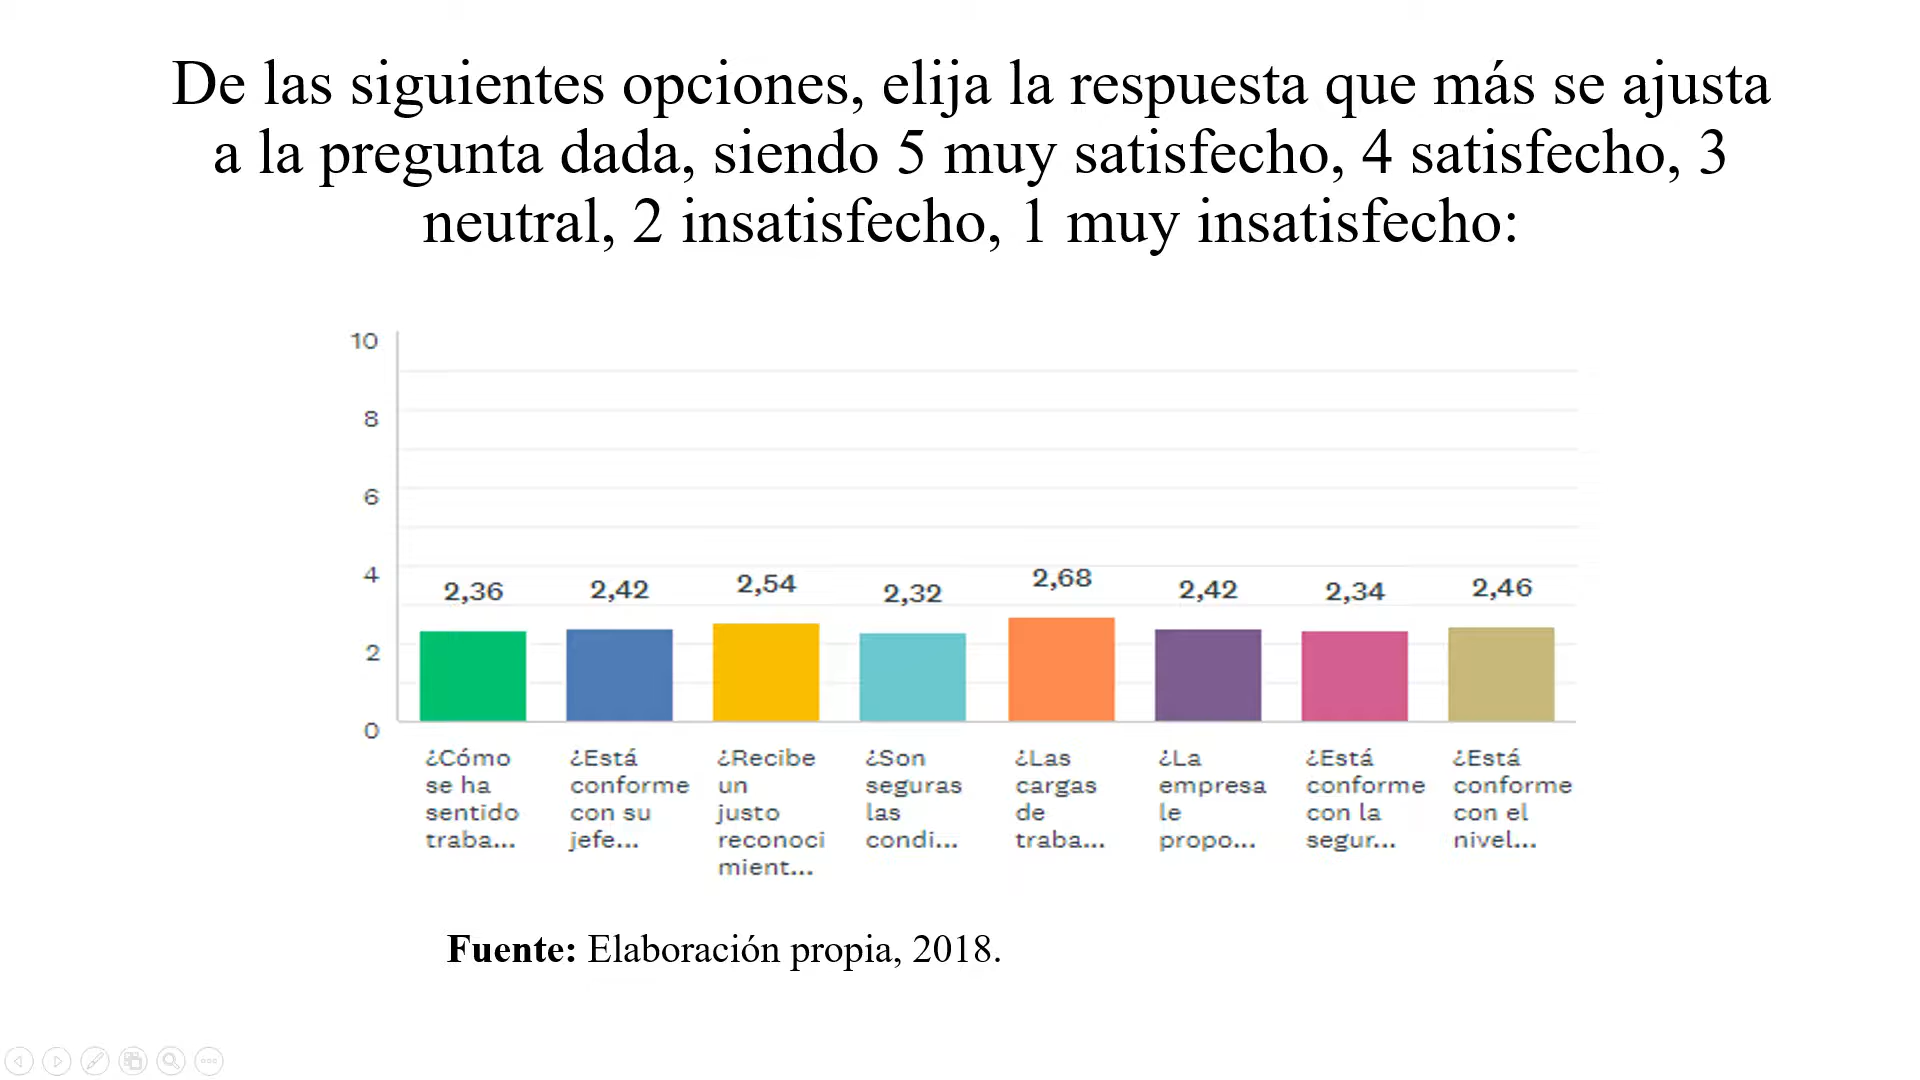 De las siguientes opciones, elija la respuesta que más se ajusta
a la pregunta dada, siendo 5 muy satisfecho, 4 satisfecho, 3
neutral, 2 insatisfecho, 1 muy insatisfecho:
10
8
6
4
2
0
2,36
2,42
2,54
2,32
2,68
2,42
2,34
2,46
¿Cómo
se ha
sentido
traba...
¿Está
conforme
con su
jefe...
¿Recibe
un
justo
reconoci
mient...
¿Son
seguras
las
condi...
¿Las
cargas
de
traba...
¿La
empresa
le
propo...
¿Está
conforme
con la
segur...
¿Está
conforme
con el
nivel...
Fuente: Elaboración propia, 2018.